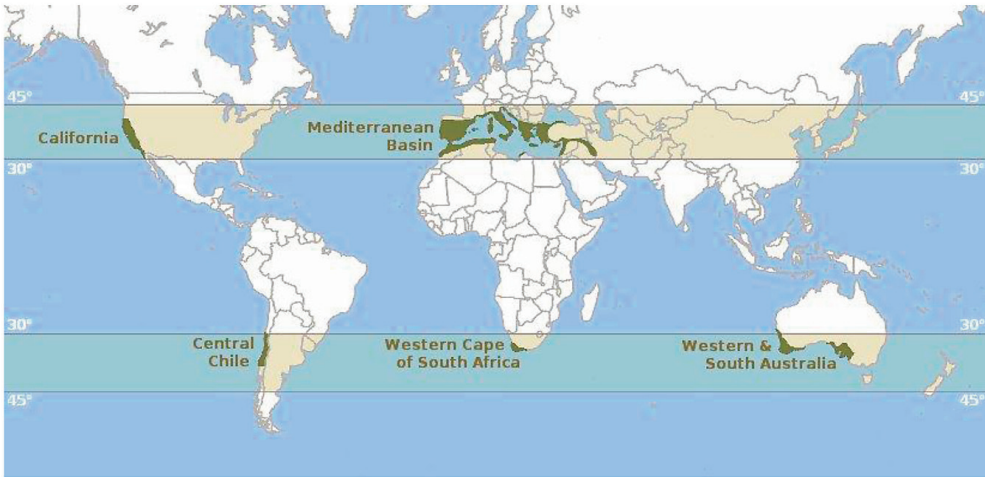 45°
45°
California
Mediterranean
Basin
30°
30°
30°
30°
Central
Chile
Western Cape
of South Africa
Western &
South Australia
45°
45°